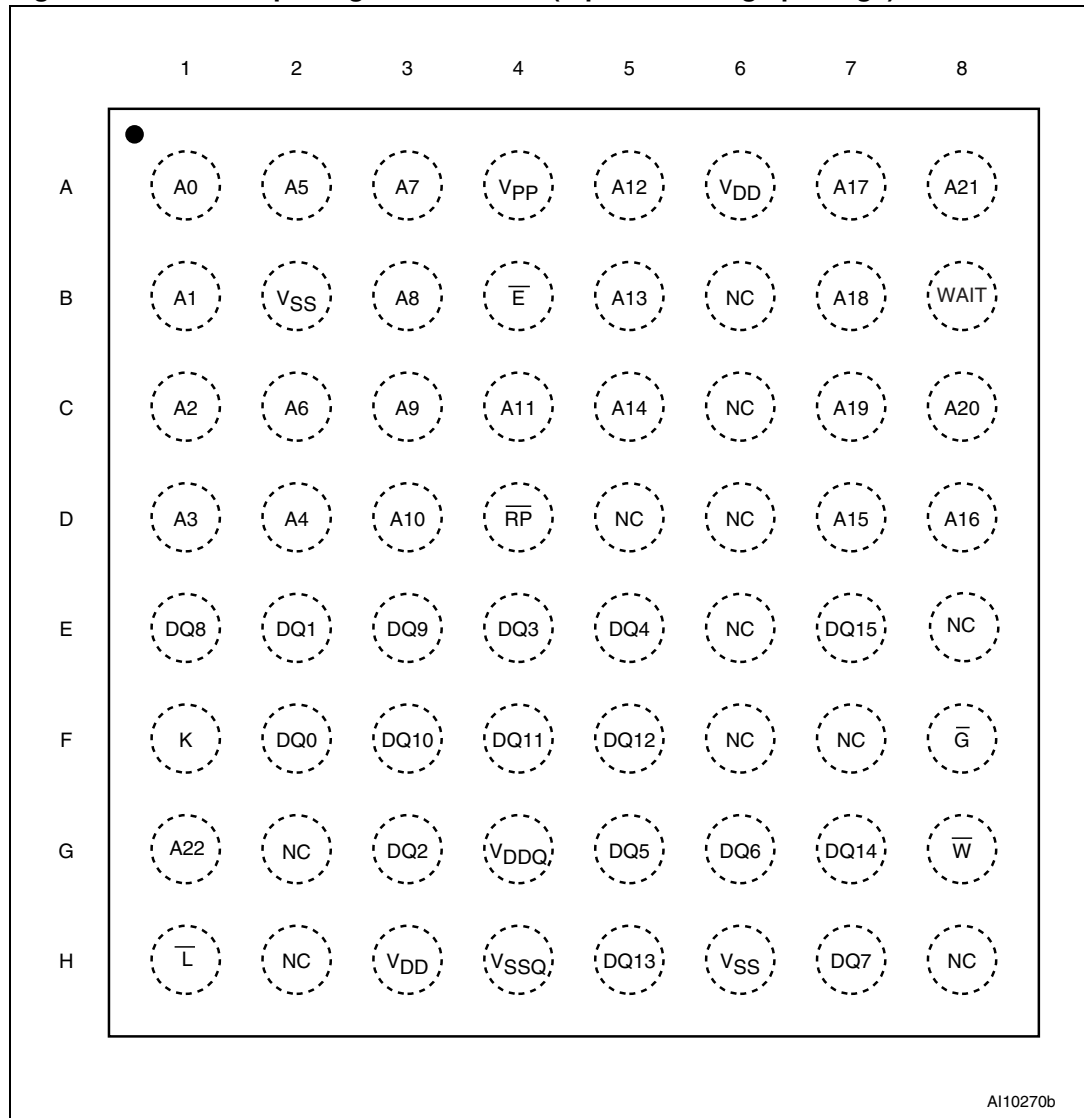 1 2 3 4 5 6 7 8
A A0 A5 A7 VPP A12 VDD A17 A21
B A1 VSS A8 E̅ A13 NC A18 WAIT
C A2 A6 A9 A11 A14 NC A19 A20
D A3 A4 A10 R̅P̅ NC NC A15 A16
E DQ8 DQ1 DQ9 DQ3 DQ4 NC DQ15 NC
F K DQ0 DQ10 DQ11 DQ12 NC NC G̅
G A22 NC DQ2 VDDQ DQ5 DQ6 DQ14 W̅
H L̅ NC VDD VSSQ DQ13 VSS DQ7 NC
AI10270b